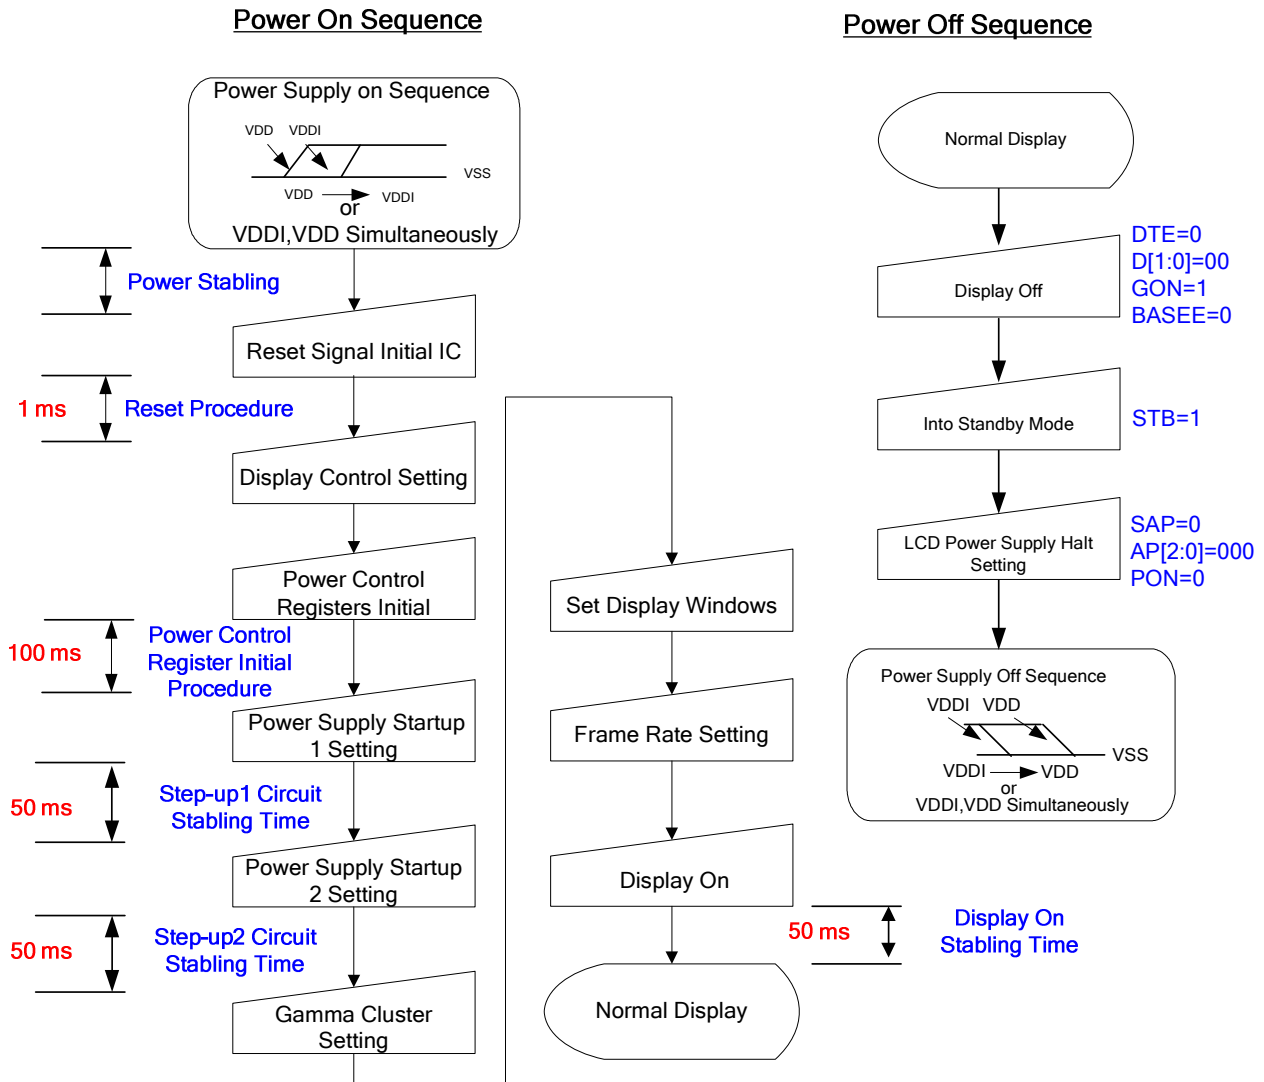 Power On Sequence
Power Supply on Sequence
VDD VDDI
VSS
VDD VDDI
or
VDDI,VDD Simultaneously
Power Stabling
Reset Signal Initial IC
1 ms
Reset Procedure
Display Control Setting
Power Control
Registers Initial
100 ms
Power Control
Register Initial
Procedure
Power Supply Startup
1 Setting
50 ms
Step-up1 Circuit
Stabling Time
Power Supply Startup
2 Setting
50 ms
Step-up2 Circuit
Stabling Time
Gamma Cluster
Setting
Set Display Windows
Frame Rate Setting
Display On
50 ms
Display On
Stabling Time
Normal Display
Power Off Sequence
Normal Display
Display Off
DTE=0
D[1:0]=00
GON=1
BASEE=0
Into Standby Mode
STB=1
LCD Power Supply Halt
Setting
SAP=0
AP[2:0]=000
PON=0
Power Supply Off Sequence
VDDI VDD
VSS
VDDI VDD
or
VDDI,VDD Simultaneously